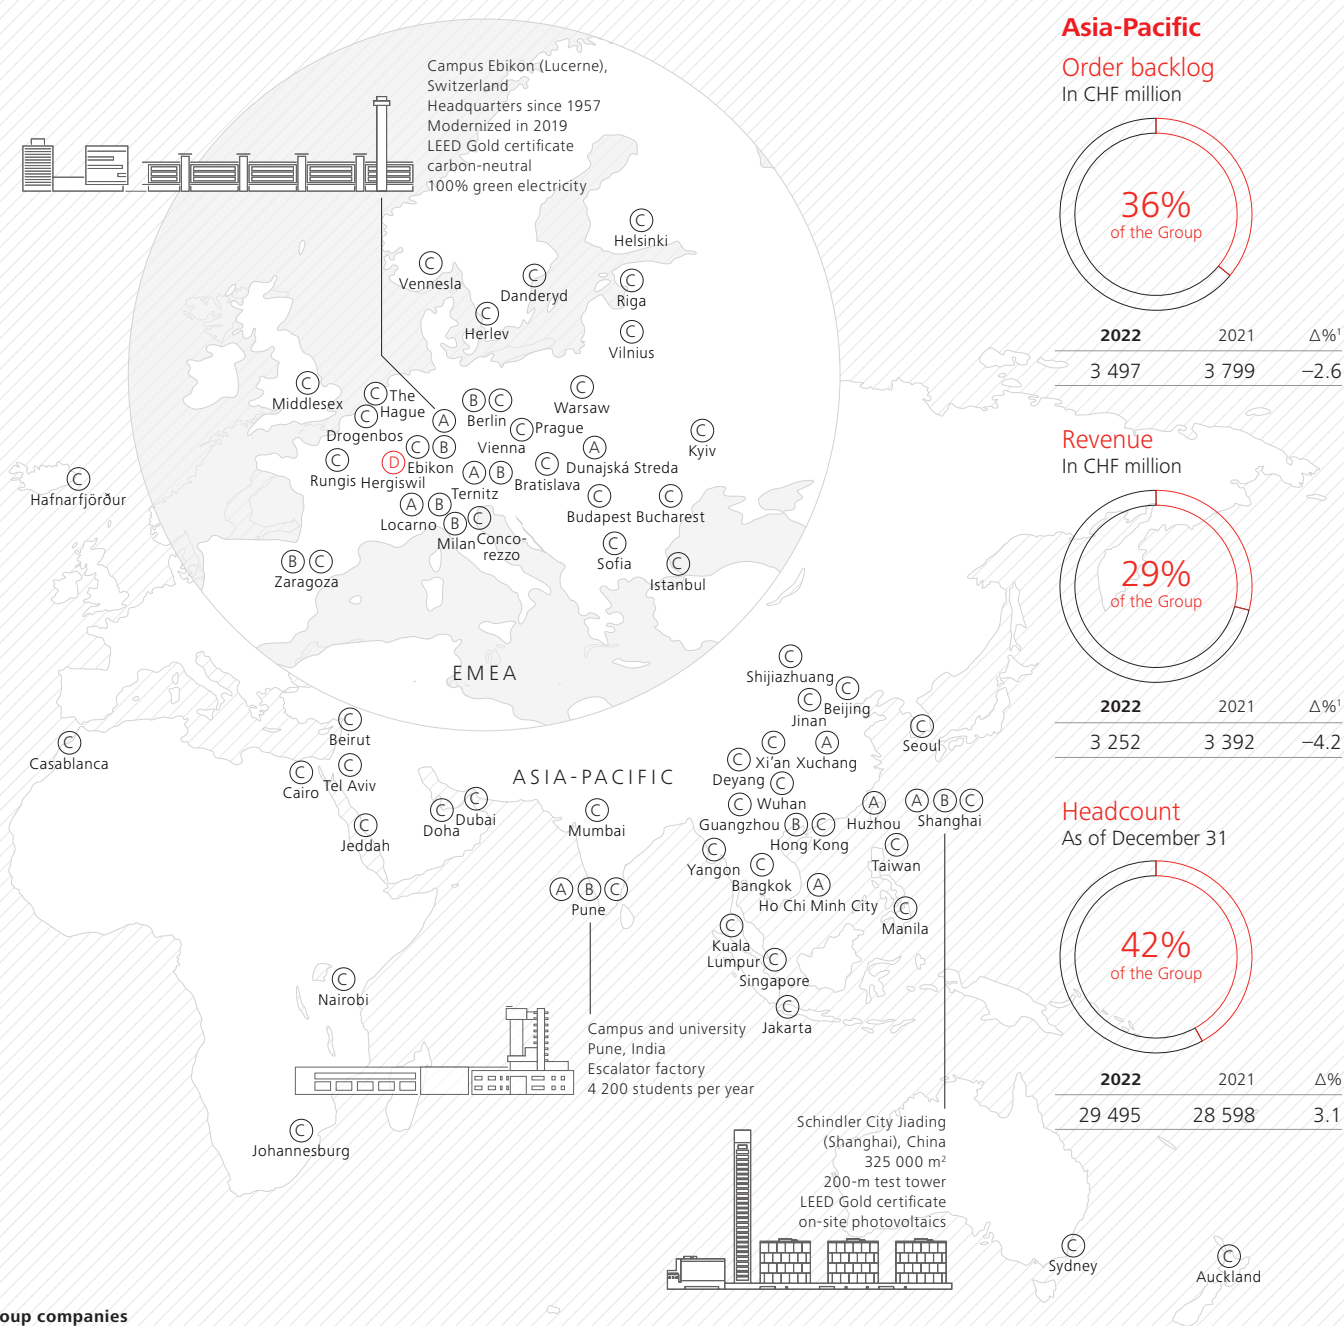 Campus Ebikon (Lucerne),
Switzerland
Headquarters since 1957
Modernized in 2019
LEED Gold certificate
carbon-neutral
100% green electricity
C
Helsinki
C
Vennesla
C
Danderyd
C
Riga
C
Herlev
C
Vilnius
C
Middlesex
C The
Hague
C
Drogenbos
A
C B
Ebikon
B C
Berlin
C
Warsaw
C Prague
Vienna
A
Dunajská Streda
C
Kyiv
C
Rungis
D
Hergiswil
A B
Ternitz
C
Bratislava
C
Hafnarfjörður
A B
Locarno
B
Milan
C
Conco-
rezzo
C
Budapest
C
Bucharest
C
Sofia
C
Istanbul
B C
Zaragoza
EMEA
C
Casablanca
C
Beirut
C
Cairo
C
Tel Aviv
C
Jeddah
C
Doha
C
Dubai
C
Nairobi
C
Johannesburg
ASIA-PACIFIC
C
Mumbai
A B C
Pune
C
Shijiazhuang
C
Beijing
C
Jinan
C
Seoul
C
Xi’an
A
Xuchang
C
Deyang
C
Wuhan
C
Guangzhou
B C
Hong Kong
A
Huzhou
A B C
Shanghai
C
Taiwan
C
Yangon
C
Bangkok
A
Ho Chi Minh City
C
Manila
C
Kuala
Lumpur
C
Singapore
C
Jakarta
C
Sydney
C
Auckland
Campus and university
Pune, India
Escalator factory
4 200 students per year
Schindler City Jiading
(Shanghai), China
325 000 m²
200-m test tower
LEED Gold certificate
on-site photovoltaics
Asia-Pacific
Order backlog
In CHF million
36%
of the Group
2022 2021 Δ%¹
3 497 3 799 –2.6
Revenue
In CHF million
29%
of the Group
2022 2021 Δ%¹
3 252 3 392 –4.2
Headcount
As of December 31
42%
of the Group
2022 2021 Δ%
29 495 28 598 3.1
oup companies